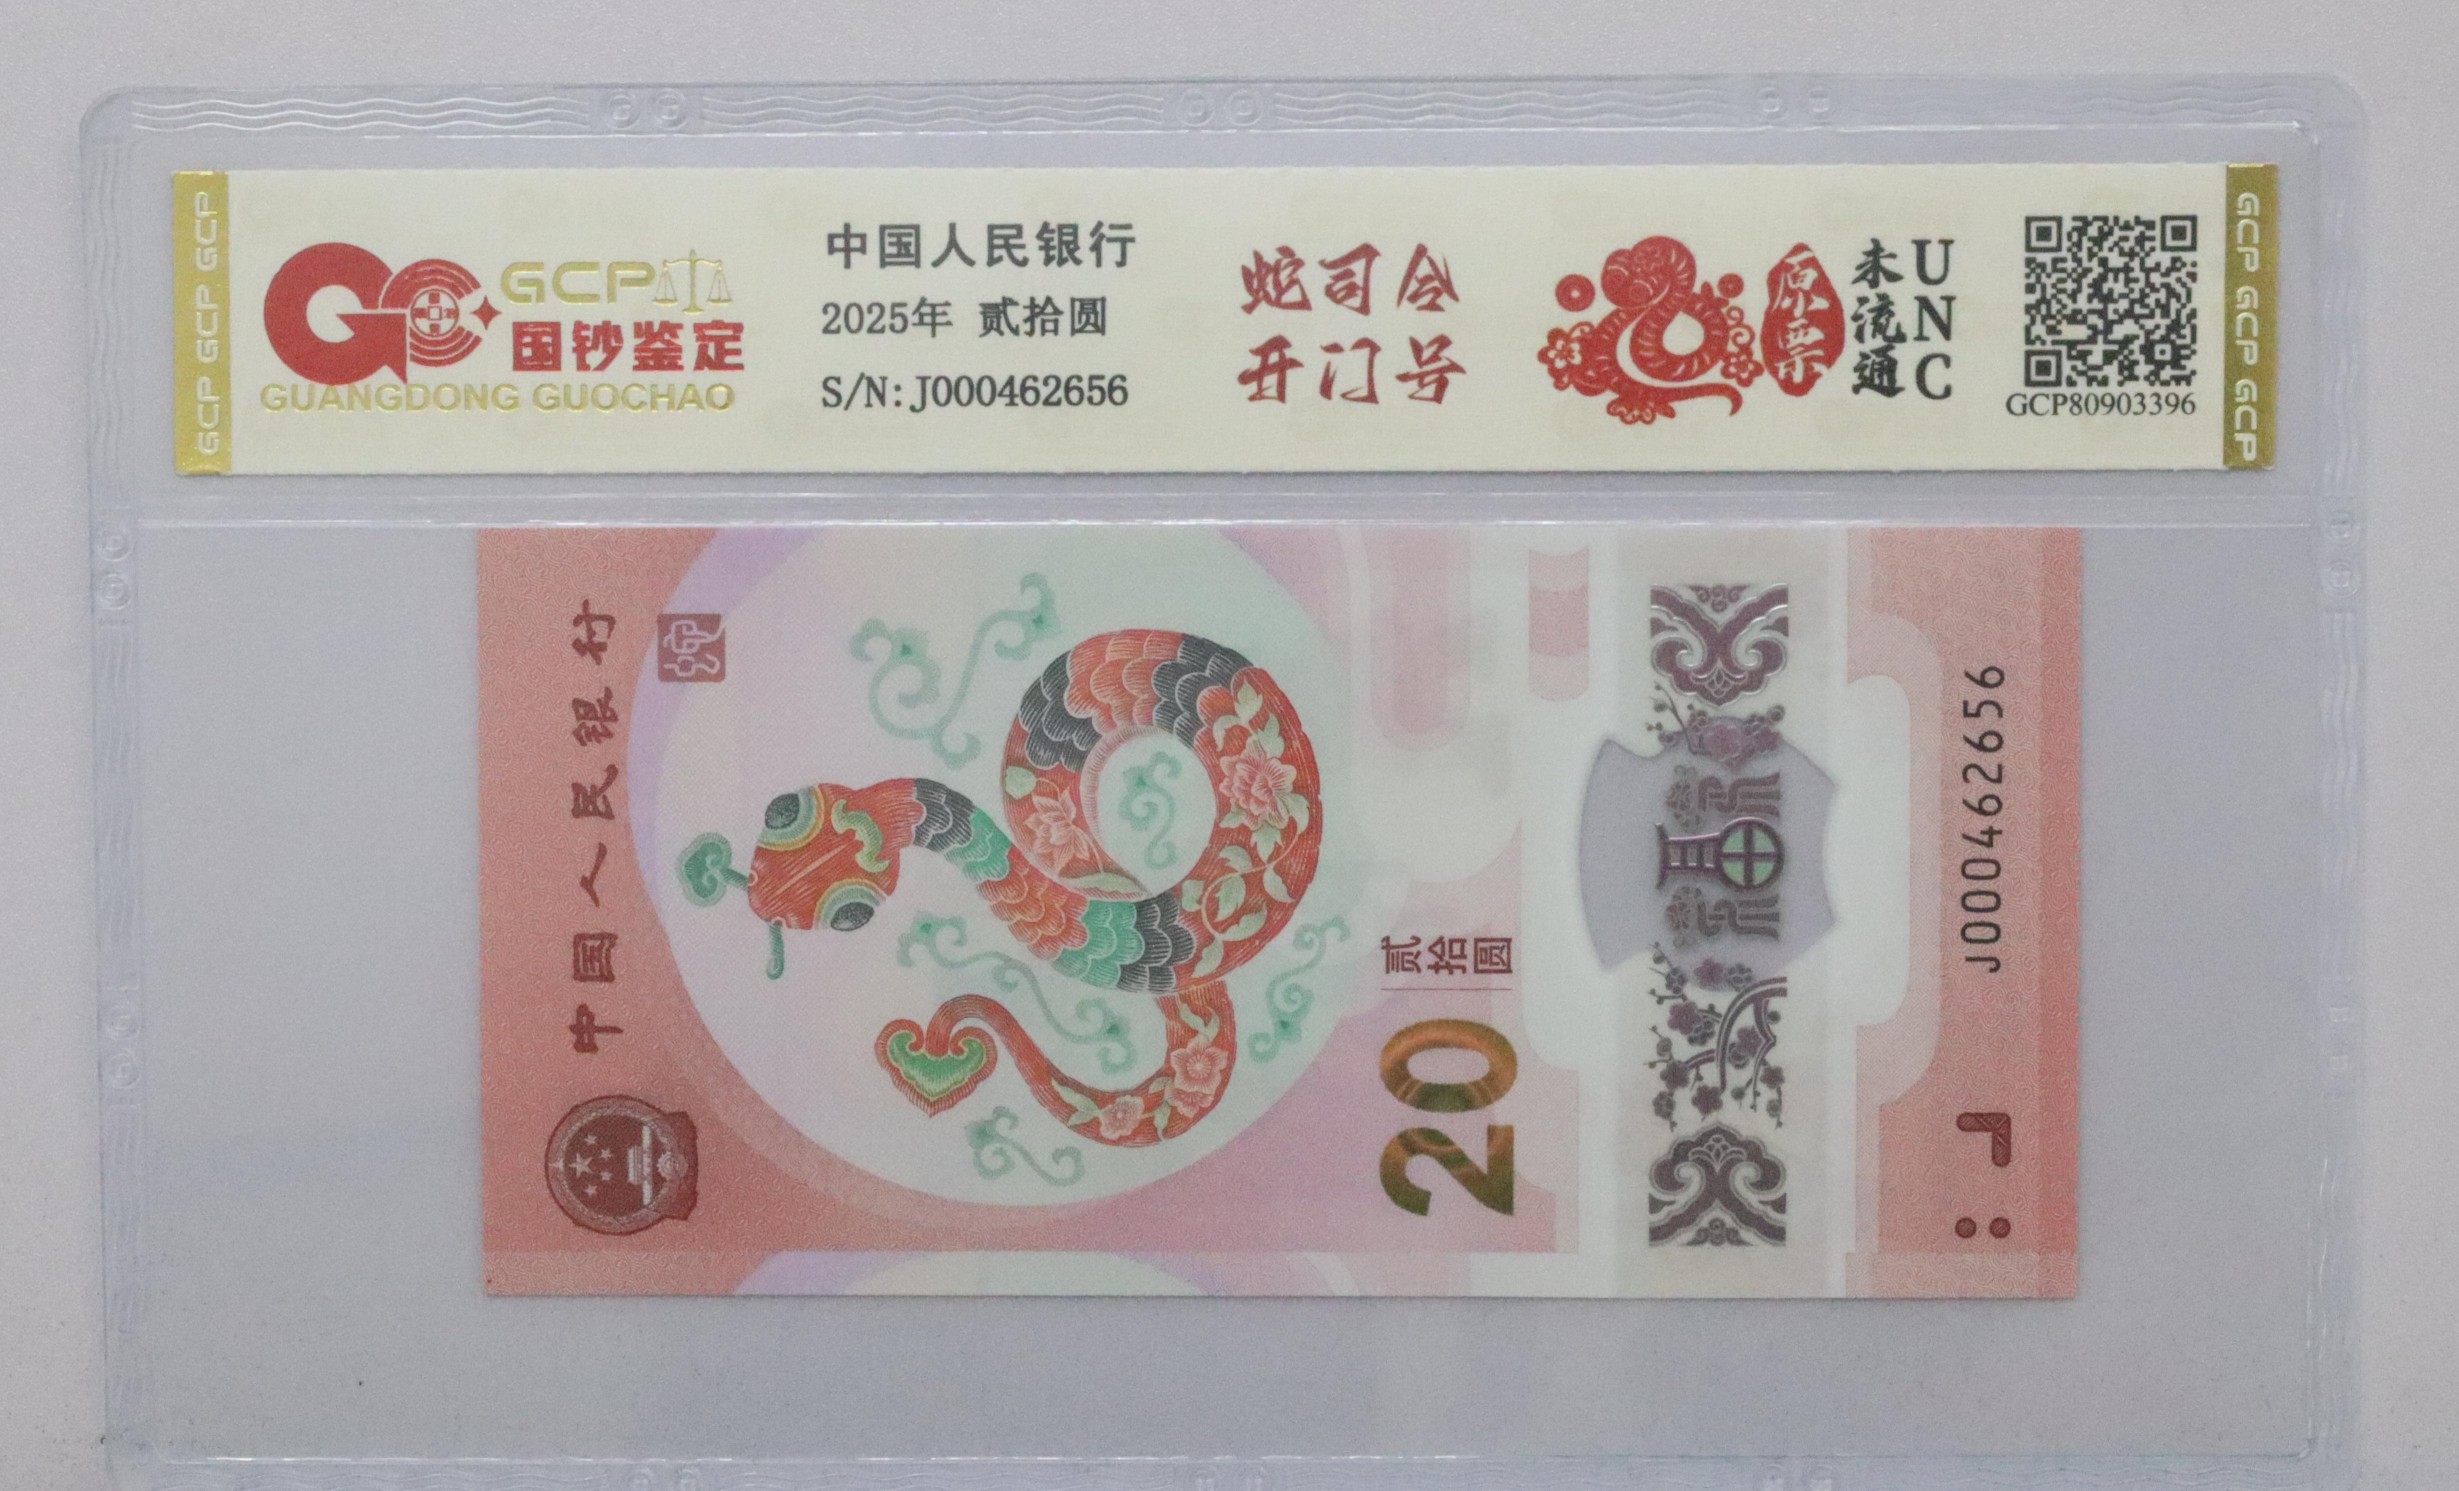 GCP GCP GCP
GCP
国钞鉴定
GUANGDONG GUOCHAO
中国人民银行
2025年 贰拾圆
S/N:J000462656
蛇司令
开门号
原票
未流通
UNC
GCP80903396
GCP GCP GCP
中国人民银行
蛇
20
贰拾圆
J000462656